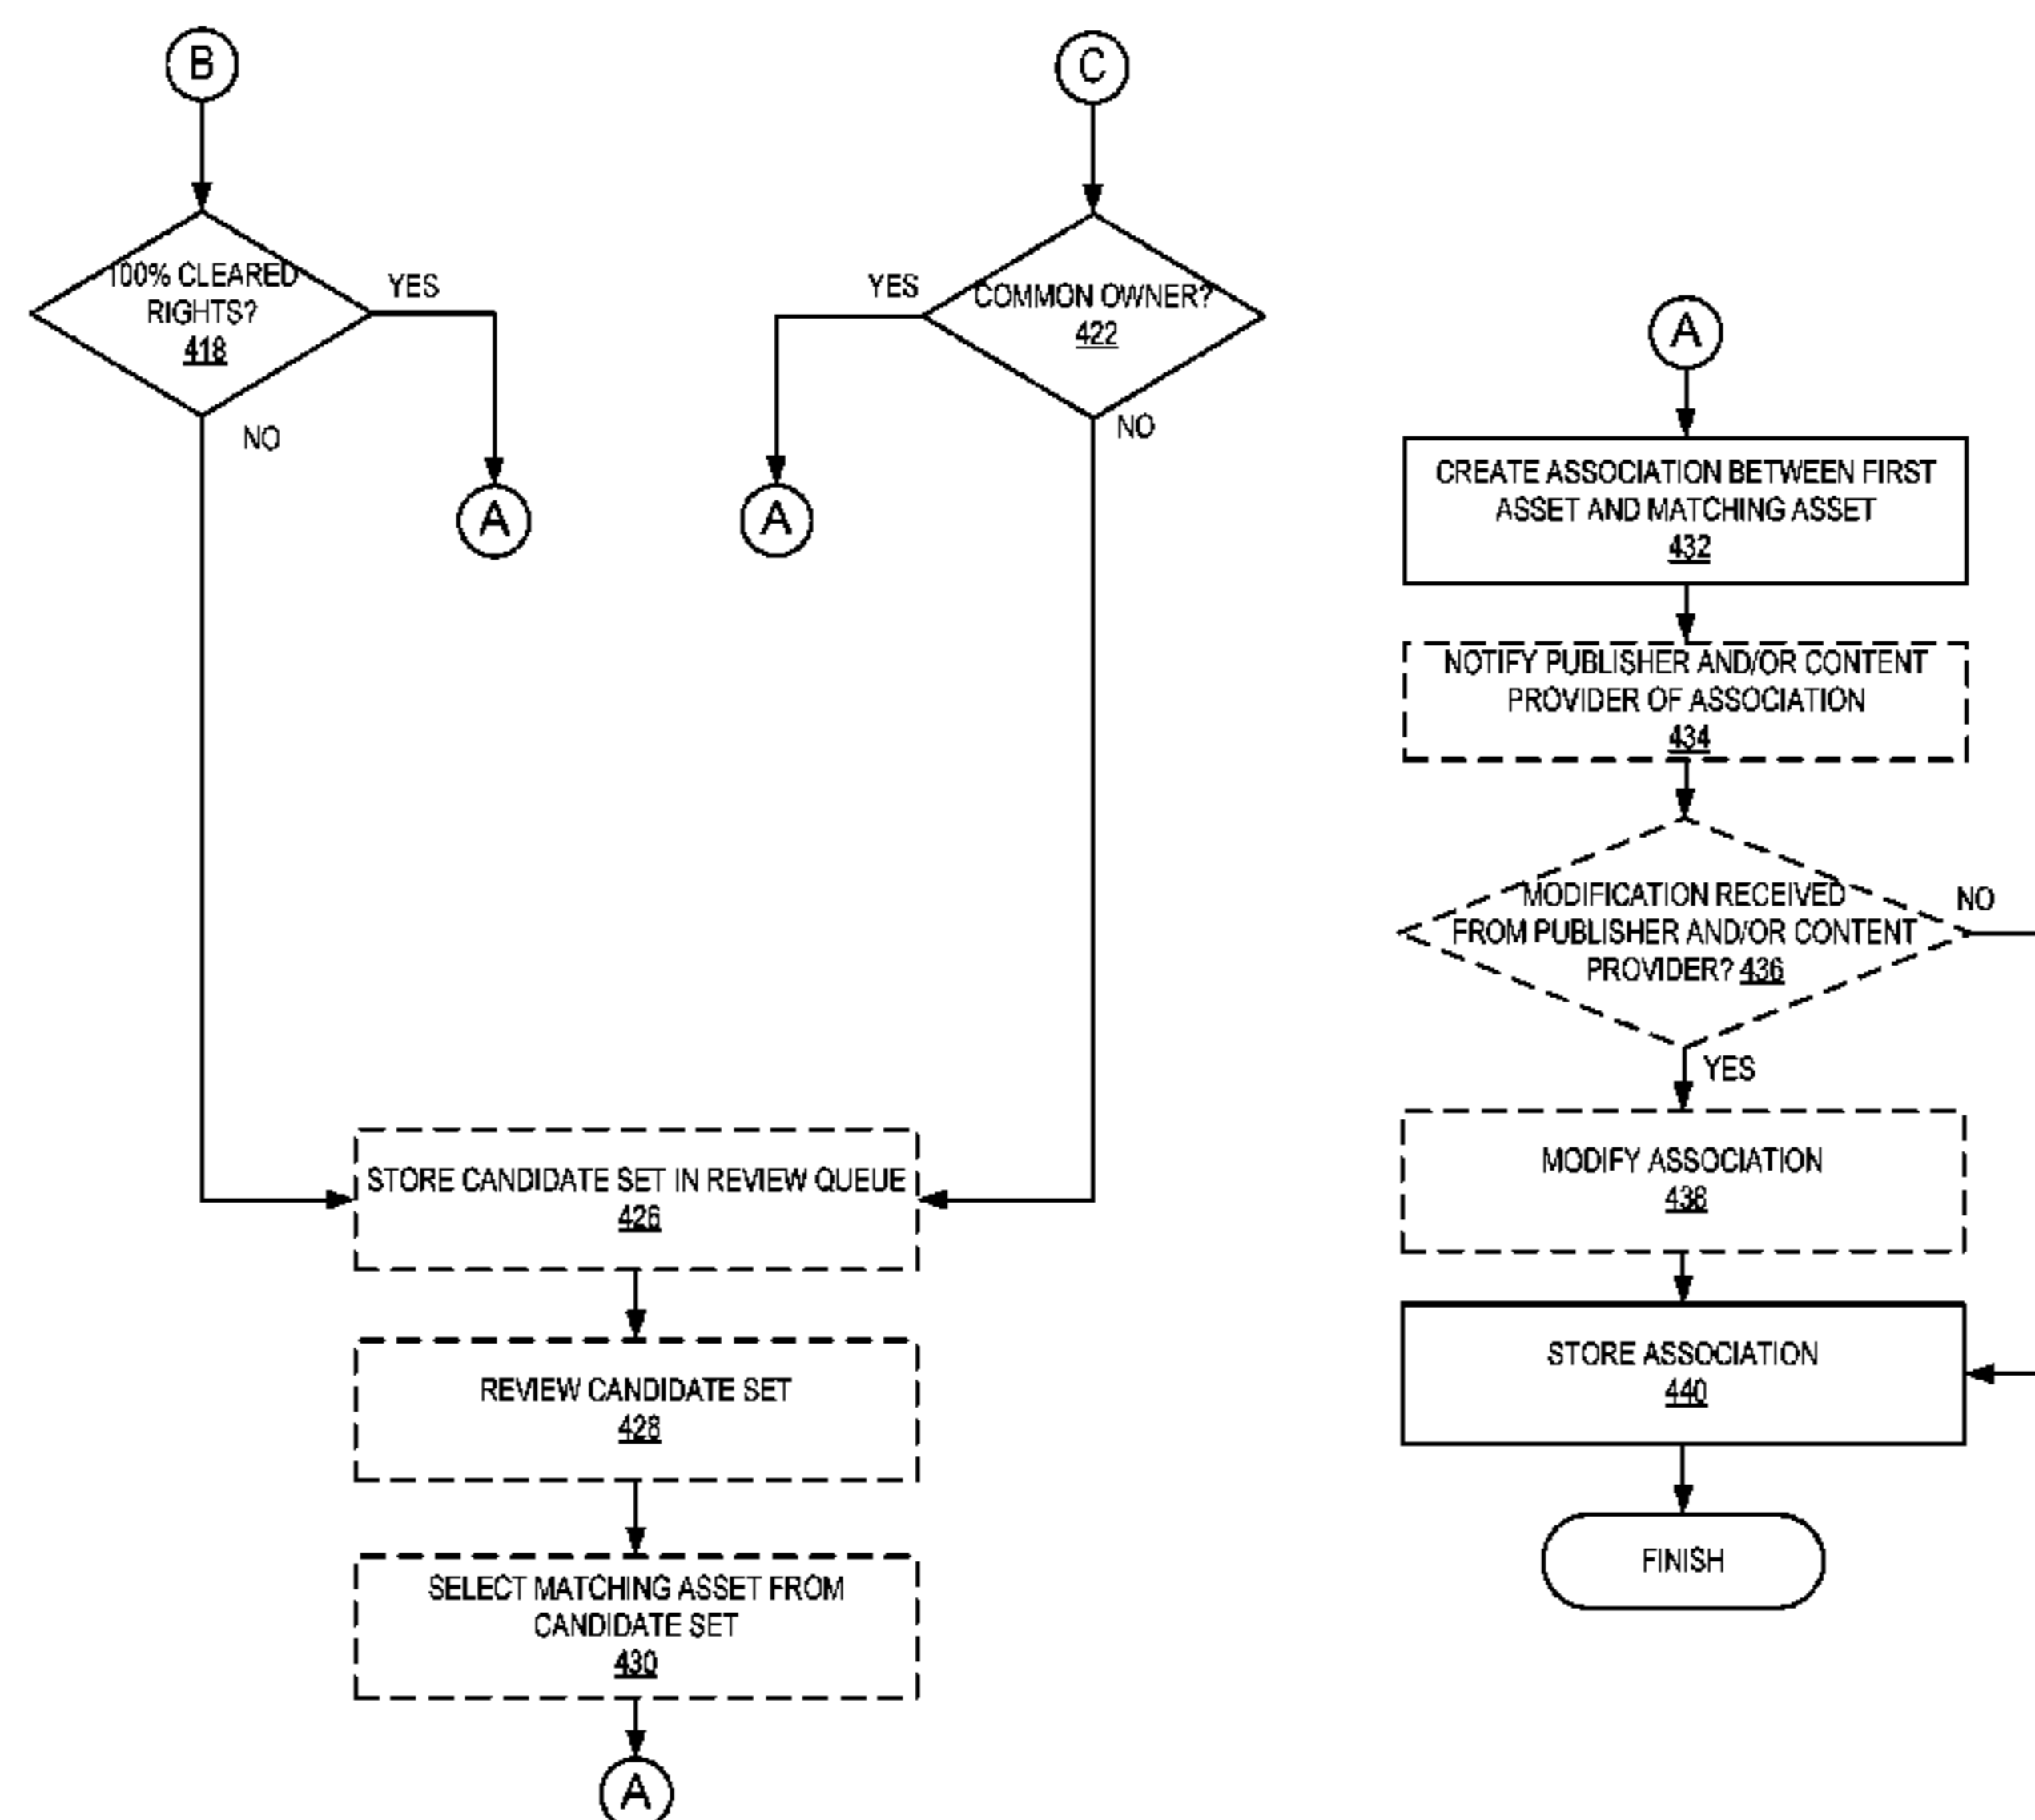 B
100% CLEARED
RIGHTS?
418
YES
NO
A
C
COMMON OWNER?
422
YES
NO
A
STORE CANDIDATE SET IN REVIEW QUEUE
426
REVIEW CANDIDATE SET
428
SELECT MATCHING ASSET FROM
CANDIDATE SET
430
A
A
CREATE ASSOCIATION BETWEEN FIRST
ASSET AND MATCHING ASSET
432
NOTIFY PUBLISHER AND/OR CONTENT
PROVIDER OF ASSOCIATION
434
MODIFICATION RECEIVED
FROM PUBLISHER AND/OR CONTENT
PROVIDER? 436
NO
YES
MODIFY ASSOCIATION
438
STORE ASSOCIATION
440
FINISH